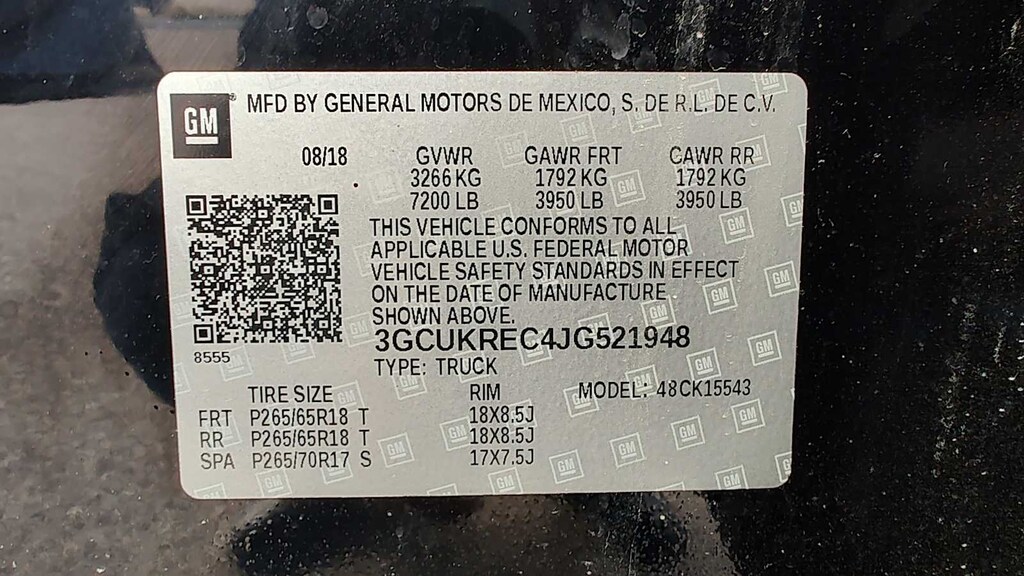 GM MFD BY GENERAL MOTORS DE MEXICO, S. DE R.L. DE C.V.
08/18 GVWR GAWR FRT GAWR RR
3266 KG 1792 KG 1792 KG
7200 LB 3950 LB 3950 LB
THIS VEHICLE CONFORMS TO ALL
APPLICABLE U.S. FEDERAL MOTOR
VEHICLE SAFETY STANDARDS IN EFFECT
ON THE DATE OF MANUFACTURE
SHOWN ABOVE.
3GCUKREC4JG521948
8555
TYPE: TRUCK
TIRE SIZE RIM MODEL: 48CK15543
FRT P265/65R18 T 18X8.5J
RR P265/65R18 T 18X8.5J
SPA P265/70R17 S 17X7.5J